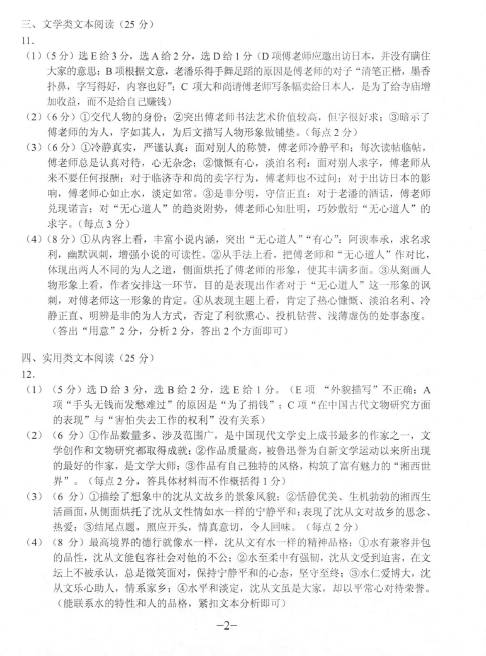 三、文学类文本阅读（25 分）
11.
（1）（5 分）选 E 给 3 分，选 A 给 2 分，选 D 给 1 分（D 项傅老师应邀出访日本，并没有瞒住
大家的意思；B 项根据文意，老潘乐得手舞足蹈的原因是傅老师的对子“清笔正楷，墨香
扑鼻，字写得好，内容也好”；C 项大和尚请傅老师写条幅卖给日本人，是为了给寺庙增
加收益，而不是给自己赚钱）
（2）（6 分）①交代人物的身份；②突出傅老师书法艺术价值较高，但字很好求；③暗示了
傅老师的为人，字如其人，为后文描写人物形象做铺垫。（每点 2 分）
（3）（6 分）①冷静真实，严谨认真：面对别人的称赞，傅老师冷静平和；每次读帖临帖，
傅老师总是认真对待，心无杂念；②慷慨有心，淡泊名利：面对别人求字，傅老师从
来不要任何报酬；对于临济寺和尚的卖字行为，傅老师也不过问；对于出访日本的影
响，傅老师心如止水，淡定如常。③是非分明，守信正直：对于老潘的酒话，傅老师
兑现诺言；对“无心道人”的趋炎附势，傅老师心知肚明，巧妙敷衍“无心道人”的
求字。（每点 3 分）
（4）（8 分）①从内容上看，丰富小说内涵，突出“无心道人”“有心”：阿谀奉承，求名求
利，幽默讽刺，增强小说的可读性。②从手法上看，把傅老师和“无心道人”作对比，
体现出两人不同的为人之道，侧面烘托了傅老师的形象，使其丰满多面。③从刻画人
物形象上看，作者安排这一环节，目的是表现出作者对于“无心道人”这一形象的讽
刺，对傅老师这一形象的肯定。④从表现主题上看，肯定了热心慷慨、淡泊名利、冷
静正直、明辨是非的为人方式，否定了利欲熏心、投机钻营、浅薄虚伪的处事态度。
（答出“用意”2 分，分析 2 分，答出 2 个方面即可）
四、实用类文本阅读（25 分）
12.
（1）（5 分）选 D 给 3 分，选 B 给 2 分，选 E 给 1 分。（E 项 “外貌描写”不正确；A
项“手头无钱而发愁难过”的原因是“为了捐钱”；C 项“在中国古代文物研究方面
的表现”与“害怕失去工作的权利”没有关系）
（2）（6 分）①作品数量多、涉及范围广，是中国现代文学史上成书最多的作家之一，文
学创作和文物研究都取得成就；②作品质量高，被鲁迅誉为自新文学运动以来所出现
的最好的作家，是文学大师；③作品有自己独特的风格，构筑了富有魅力的“湘西世
界”。（每点 2 分，答具体材料而不作概括得 1 分）
（3）（6 分）①描绘了想象中的沈从文故乡的景象风貌；②恬静优美、生机勃勃的湘西生
活画面，从侧面烘托了沈从文性情如水一样的宁静平和；表现了沈从文对故乡的思念、
热爱；③结尾点题，照应开头，情真意切，令人回味。（每点 2 分）
（4）（8 分）最高境界的德行就像水一样，沈从文有水一样的精神品格：①水有兼容并包
的品性，沈从文能包容社会对他的不公；②水至柔中有强韧，沈从文受到迫害，在文
坛上不被承认，总是微笑面对，保持宁静平和的心态，坚守至终；③水仁爱博大，沈
从文乐心助人，情系家乡；④水平和淡定，沈从文虽是大家，却以平常心对待荣誉。
（能联系水的特性和人的品格，紧扣文本分析即可）
－2－